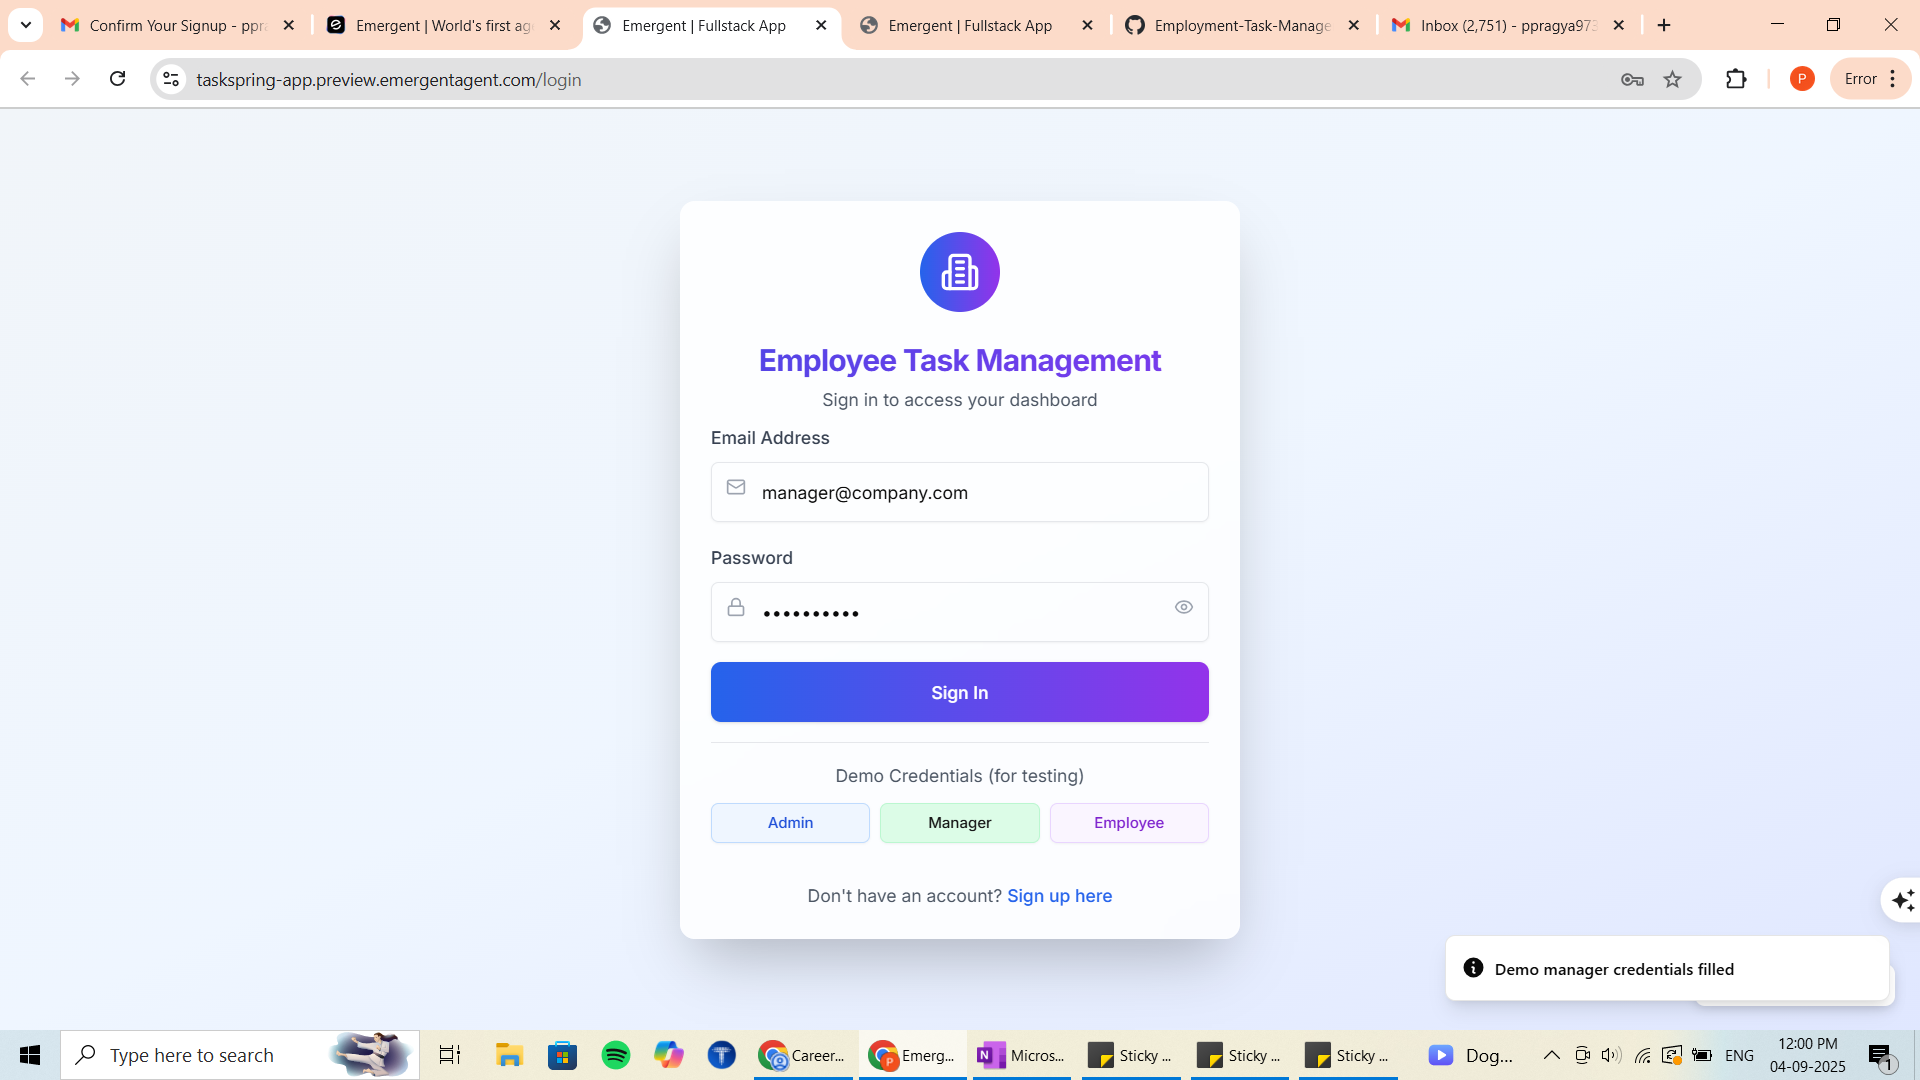 Confirm Your Signup - ppra
Emergent | World's first age
Emergent | Fullstack App
Emergent | Fullstack App
Employment-Task-Manage
Inbox (2,751) - ppragya973
taskspring-app.preview.emergentagent.com/login
P
Error
Employee Task Management
Sign in to access your dashboard
Email Address
manager@company.com
Password
Sign In
Demo Credentials (for testing)
Admin
Manager
Employee
Don't have an account? Sign up here
Demo manager credentials filled
Type here to search
Career...
Emerg...
Micros...
Sticky ...
Sticky ...
Sticky ...
Dog...
ENG
12:00 PM
04-09-2025
1